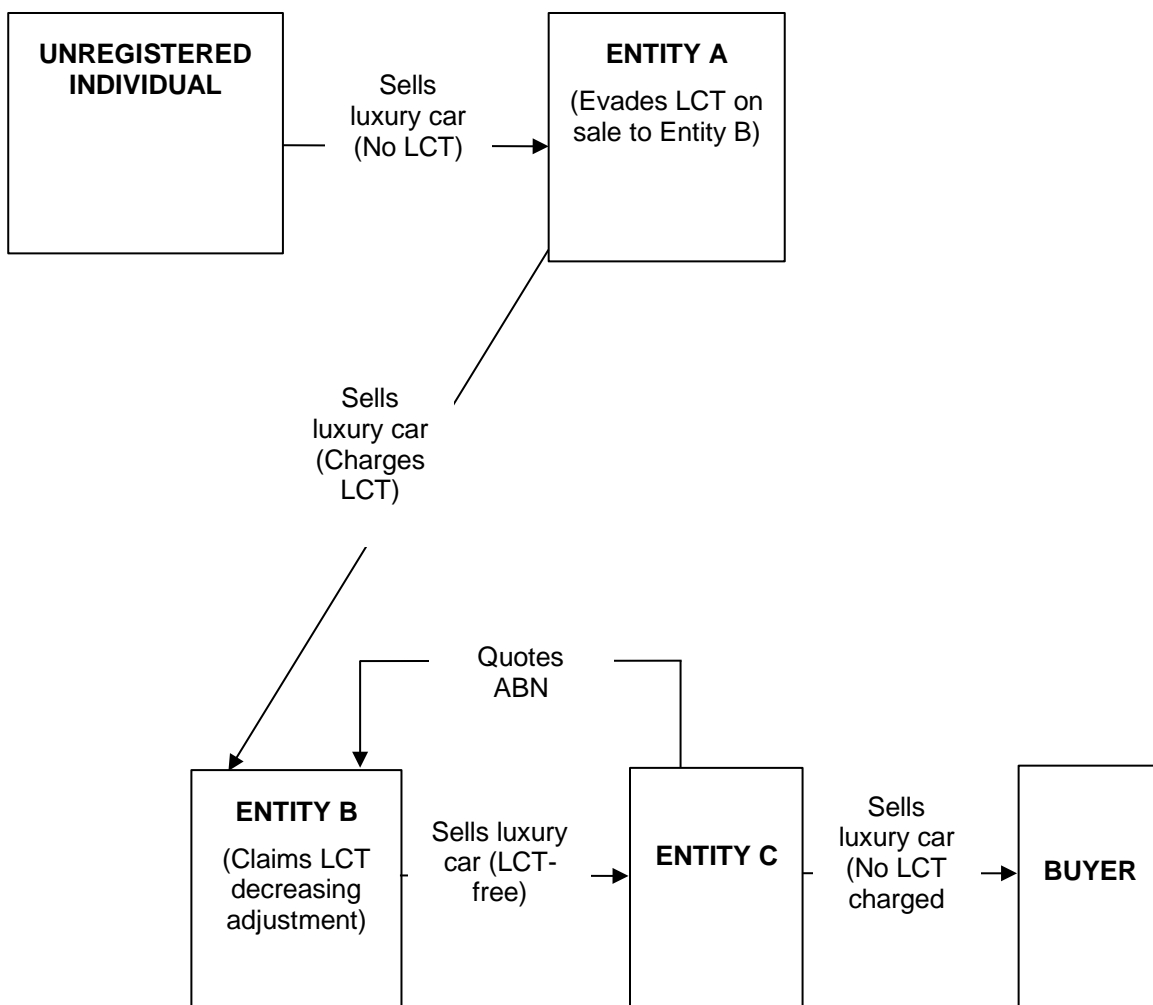 UNREGISTERED
INDIVIDUAL
Sells
luxury car
(No LCT)
ENTITY A
(Evades LCT on
sale to Entity B)
Sells
luxury car
(Charges
LCT)
Quotes
ABN
ENTITY B
(Claims LCT
decreasing
adjustment)
Sells luxury
car (LCT-
free)
ENTITY C
Sells
luxury car
(No LCT
charged
BUYER